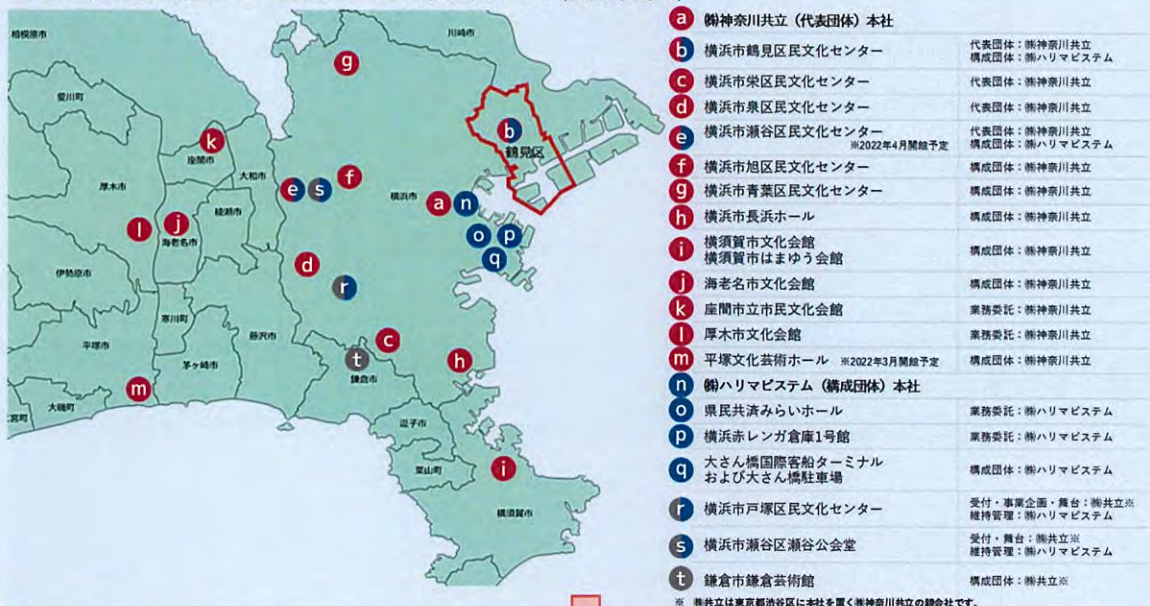 相模原市
川崎市
g
愛川町
b
鶴見区
k
座間市
大和市
厚木市
e
s
f
横浜市
a
n
綾瀬市
l
j
海老名市
o
p
q
伊勢原市
d
r
寒川町
藤沢市
平塚市
茅ヶ崎市
c
t
h
鎌倉市
m
大磯町
二宮町
逗子市
葉山町
i
横須賀市
a ㈱神奈川共立（代表団体）本社
b 横浜市鶴見区民文化センター 代表団体：㈱神奈川共立
構成団体：㈱ハリマビステム
c 横浜市栄区民文化センター 代表団体：㈱神奈川共立
d 横浜市泉区民文化センター 代表団体：㈱神奈川共立
e 横浜市瀬谷区民文化センター 代表団体：㈱神奈川共立
※2022年4月開館予定 構成団体：㈱ハリマビステム
f 横浜市旭区民文化センター 構成団体：㈱神奈川共立
g 横浜市青葉区民文化センター 構成団体：㈱神奈川共立
h 横浜市長浜ホール 構成団体：㈱神奈川共立
i 横須賀市文化会館
横須賀市はまゆう会館 構成団体：㈱神奈川共立
j 海老名市文化会館 構成団体：㈱神奈川共立
k 座間市立市民文化会館 業務委託：㈱神奈川共立
l 厚木市文化会館 業務委託：㈱神奈川共立
m 平塚文化芸術ホール ※2022年3月開館予定 構成団体：㈱神奈川共立
n ㈱ハリマビステム（構成団体）本社
o 県民共済みらいホール 業務委託：㈱ハリマビステム
p 横浜赤レンガ倉庫1号館 業務委託：㈱ハリマビステム
q 大さん橋国際客船ターミナル
および大さん橋駐車場 構成団体：㈱ハリマビステム
r 横浜市戸塚区民文化センター 受付・事業企画・舞台：㈱共立※
維持管理：㈱ハリマビステム
s 横浜市瀬谷区瀬谷公会堂 受付・舞台：㈱共立※
維持管理：㈱ハリマビステム
t 鎌倉市鎌倉芸術館 構成団体：㈱共立※
※ ㈱共立は東京都渋谷区に本社を置く㈱神奈川共立の親会社です。